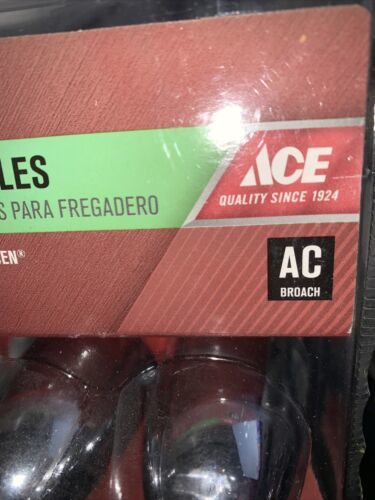 LES
S PARA FREGADERO
EN®
ACE
QUALITY SINCE 1924
AC
BROACH